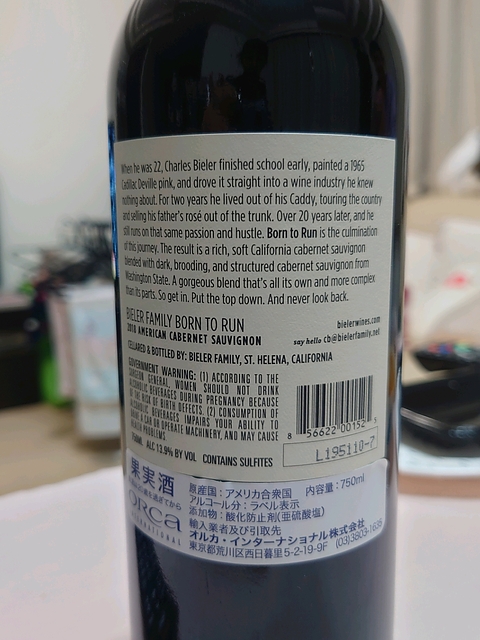 When he was 22, Charles Bieler finished school early, painted a 1965
Cadillac Deville pink, and drove it straight into a wine industry he knew
nothing about. For two years he lived out of his Caddy, touring the country
and selling his father's rosé out of the trunk. Over 20 years later, and he
still runs on that same passion and hustle. Born to Run is the culmination
of this journey. The result is a rich, soft California cabernet sauvignon
blended with dark, brooding, and structured cabernet sauvignon from
Washington State. A gorgeous blend that's all its own and more complex
than its parts. So get in. Put the top down. And never look back.
BIELER FAMILY BORN TO RUN
2018 AMERICAN CABERNET SAUVIGNON
bielerwines.com
say hello cb@bielerfamily.net
CELLARED & BOTTLED BY: BIELER FAMILY, ST. HELENA, CALIFORNIA
GOVERNMENT WARNING: (1) ACCORDING TO THE
SURGEON GENERAL, WOMEN SHOULD NOT DRINK
ALCOHOLIC BEVERAGES DURING PREGNANCY BECAUSE
OF THE RISK OF BIRTH DEFECTS. (2) CONSUMPTION OF
ALCOHOLIC BEVERAGES IMPAIRS YOUR ABILITY TO
DRIVE A CAR OR OPERATE MACHINERY, AND MAY CAUSE
HEALTH PROBLEMS
750ML ALC 13.9% BY VOL CONTAINS SULFITES
8 56622 00152 5
L195110-7
果実酒
原産国：アメリカ合衆国 内容量：750ml
アルコール分：ラベル表示
添加物：酸化防止剤(亜硫酸塩)
輸入業者及び引取先
オルカ・インターナショナル株式会社
東京都荒川区西日暮里5-2-19-9F (03)3803-1635
orca
INTERNATIONAL